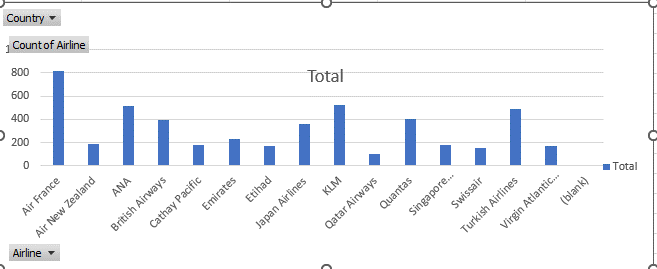 Country
Count of Airline
Total
800
600
400
200
0
Air France
Air New Zealand
ANA
British Airways
Cathay Pacific
Emirates
Etihad
Japan Airlines
KLM
Qatar Airways
Quantas
Singapore...
Swissair
Turkish Airlines
Virgin Atlantic...
(blank)
Total
Airline